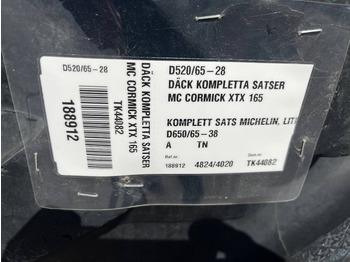 D520/65-28
DÄCK KOMPLETTA SATSER
MC CORMICK XTX 165
TK44082
188912
D520/65-28
DÄCK KOMPLETTA SATSER
MC CORMICK XTX 165
KOMPLETT SATS MICHELIN, LITT
D650/65-38
A TN
188912 4824/4020 TK44082